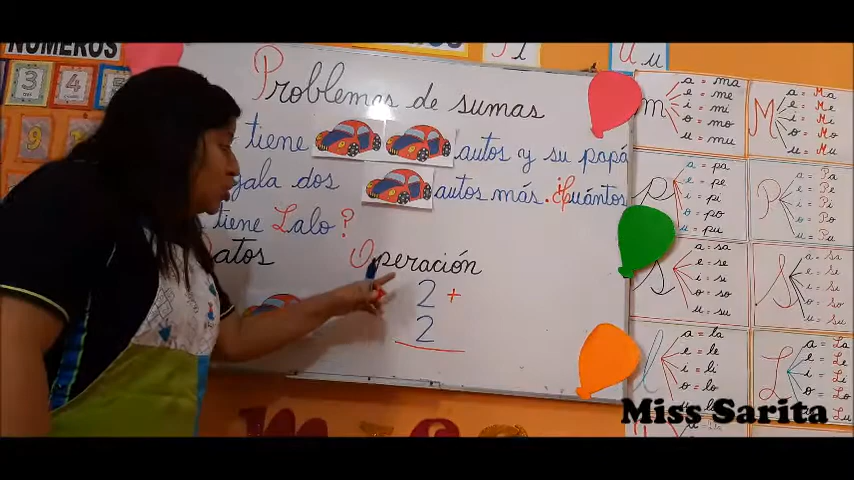 NÚMEROS
Problemas de sumas
tiene autos y su papá
gala dos autos más. ¿Cuántos
tiene Lalo?
atos
Operación
2 +
2
3
4
9
m a = ma
e = me
i = mi
o = mo
u = mu
M a = Ma
e = Me
i = Mi
o = Mo
u = Mu
p a = pa
e = pe
i = pi
o = po
u = pu
P a = Pa
e = Pe
i = Pi
o = Po
u = Pu
s a = sa
e = se
i = si
o = so
u = su
S a = Sa
e = Se
i = Si
o = So
u = Su
l a = la
e = le
i = li
o = lo
L a = La
e = Le
i = Li
o = Lo
u = Lu
U u
Miss Sarita